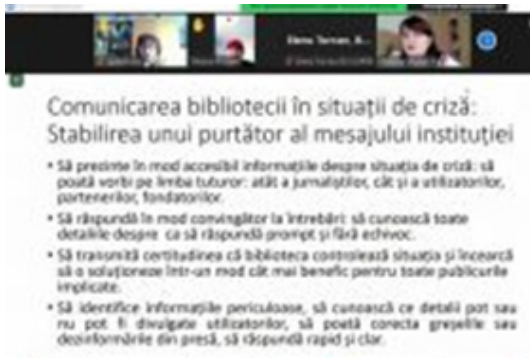 Elena Turcan, A...
Comunicarea bibliotecii în situații de criză:
Stabilirea unui purtător al mesajului instituției
• Să prezinte în mod accesibil informațiile despre situația de criză: să
poată vorbi pe limba tuturor: atât a jurnaliștilor, cât și a utilizatorilor,
partenerilor, fondatorilor.
• Să răspundă în mod convingător la întrebări: să cunoască toate
detaliile despre ca să răspundă prompt și fără echivoc.
• Să transmită certitudinea că biblioteca controlează situația și încearcă
să o soluționeze într-un mod cât mai benefic pentru toate publicurile
implicate.
• Să identifice informațiile periculoase, să cunoască ce detalii pot sau
nu pot fi divulgate utilizatorilor, să poată corecta greșelile sau
dezinformările din presă, să răspundă rapid și clar.